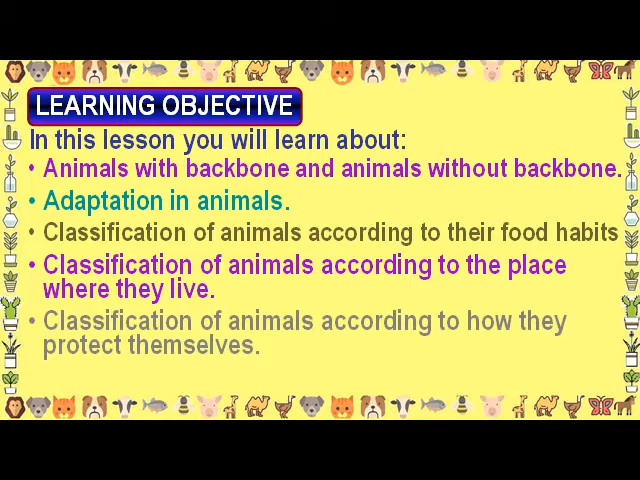 LEARNING OBJECTIVE
In this lesson you will learn about:
• Animals with backbone and animals without backbone.
• Adaptation in animals.
• Classification of animals according to their food habits
• Classification of animals according to the place
where they live.
• Classification of animals according to how they
protect themselves.